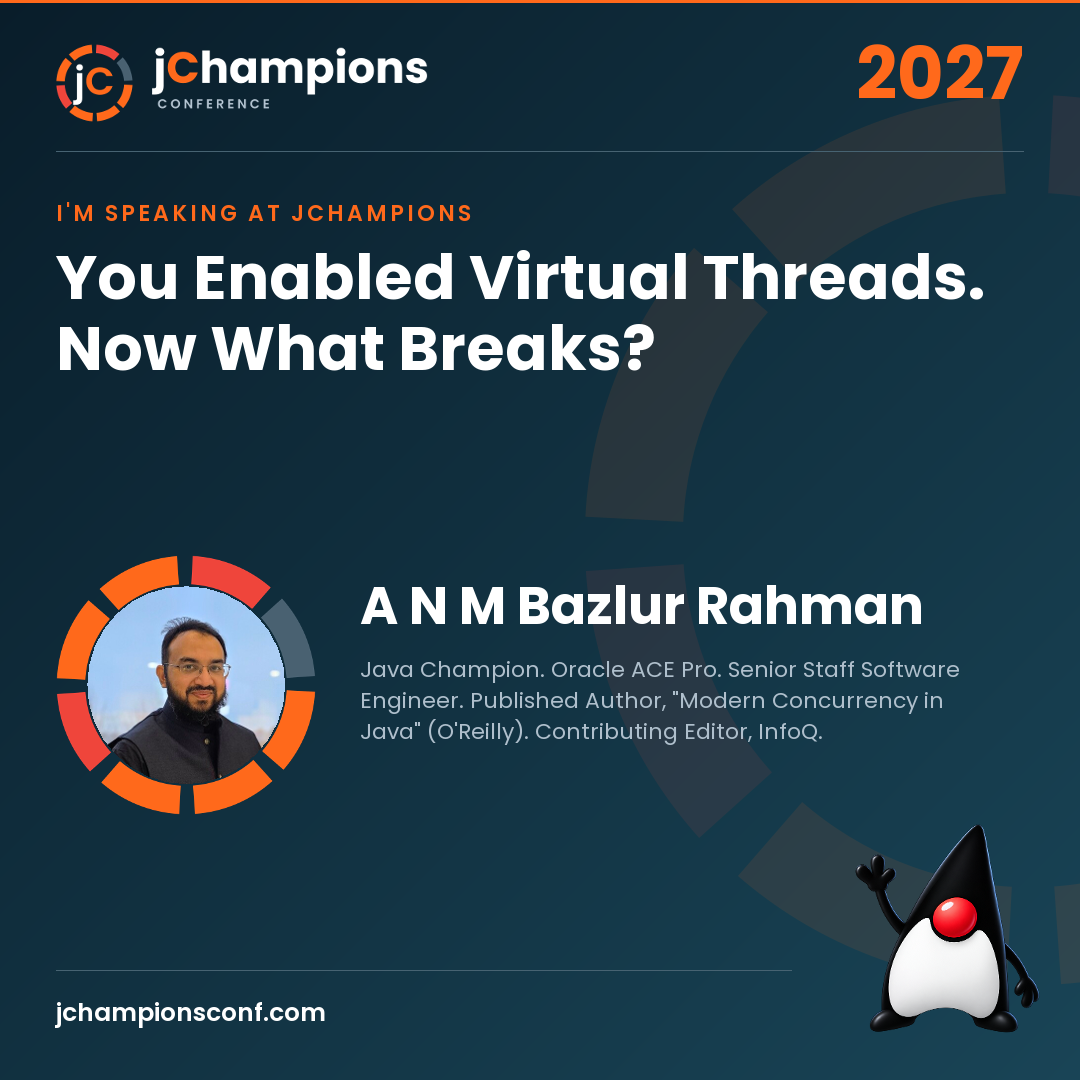 jC
jChampions
CONFERENCE
2027
I'M SPEAKING AT JCHAMPIONS
You Enabled Virtual Threads.
Now What Breaks?
A N M Bazlur Rahman
Java Champion. Oracle ACE Pro. Senior Staff Software
Engineer. Published Author, "Modern Concurrency in
Java" (O'Reilly). Contributing Editor, InfoQ.
jchampionsconf.com